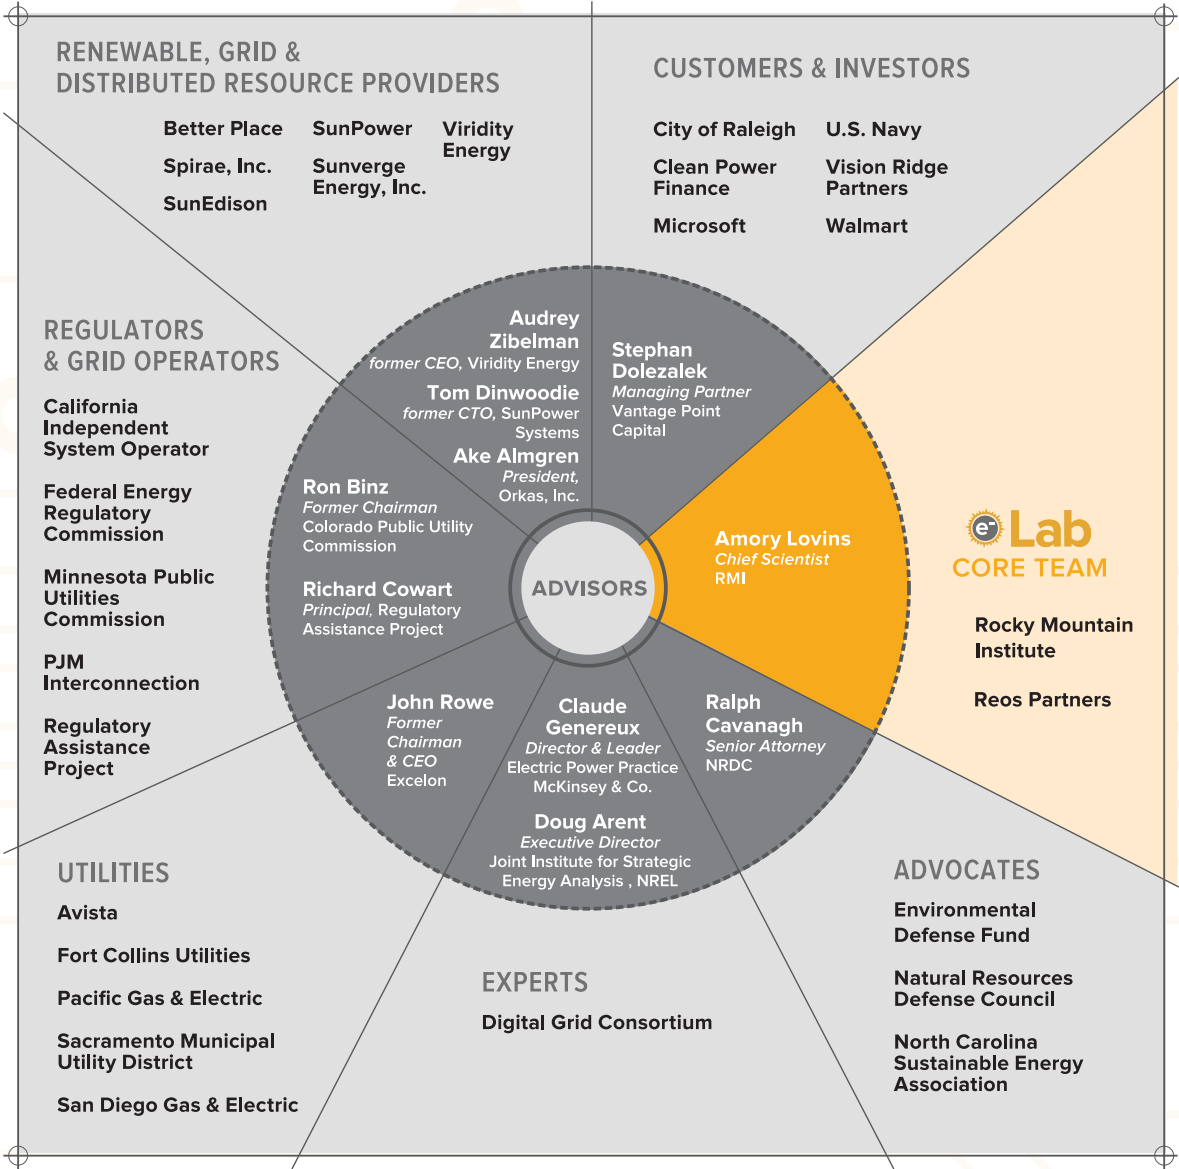 RENEWABLE, GRID &
DISTRIBUTED RESOURCE PROVIDERS
Better Place
Spirae, Inc.
SunEdison
SunPower
Sunverge
Energy, Inc.
Viridity
Energy
CUSTOMERS & INVESTORS
City of Raleigh
Clean Power
Finance
Microsoft
U.S. Navy
Vision Ridge
Partners
Walmart
REGULATORS
& GRID OPERATORS
California
Independent
System Operator
Federal Energy
Regulatory
Commission
Minnesota Public
Utilities
Commission
PJM
Interconnection
Regulatory
Assistance
Project
Audrey
Zibelman
former CEO, Viridity Energy
Tom Dinwoodie
former CTO, SunPower
Systems
Ake Almgren
President,
Orkas, Inc.
Stephan
Dolezalek
Managing Partner
Vantage Point
Capital
Ron Binz
Former Chairman
Colorado Public Utility
Commission
Richard Cowart
Principal, Regulatory
Assistance Project
ADVISORS
Amory Lovins
Chief Scientist
RMI
e- Lab
CORE TEAM
Rocky Mountain
Institute
Reos Partners
John Rowe
Former
Chairman
& CEO
Excelon
Claude
Genereux
Director & Leader
Electric Power Practice
McKinsey & Co.
Doug Arent
Executive Director
Joint Institute for Strategic
Energy Analysis , NREL
Ralph
Cavanagh
Senior Attorney
NRDC
UTILITIES
Avista
Fort Collins Utilities
Pacific Gas & Electric
Sacramento Municipal
Utility District
San Diego Gas & Electric
EXPERTS
Digital Grid Consortium
ADVOCATES
Environmental
Defense Fund
Natural Resources
Defense Council
North Carolina
Sustainable Energy
Association